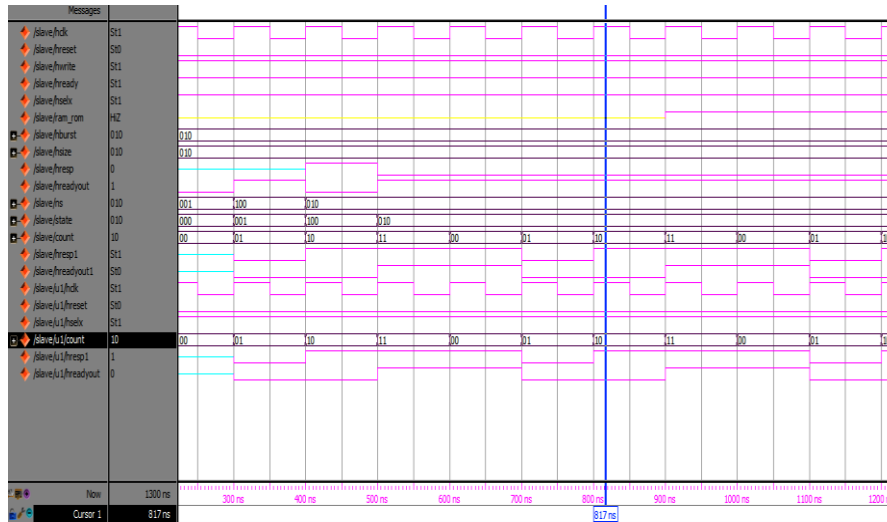 Messages
/slave/hclk St1
/slave/hreset St0
/slave/hwrite St1
/slave/hready St1
/slave/hselx St1
/slave/ram_rom HiZ
/slave/hburst 010 010
/slave/hsize 010 010
/slave/hresp 0
/slave/hreadyout 1
/slave/ns 010 001 100 010
/slave/state 010 000 001 100 010
/slave/count 10 00 01 10 11 00 01 10 11 00 01
/slave/hresp1 St1
/slave/hreadyout1 St0
/slave/u1/hclk St1
/slave/u1/hreset St0
/slave/u1/hselx St1
/slave/u1/count 10 00 01 10 11 00 01 10 11 00 01
/slave/u1/hresp1 1
/slave/u1/hreadyout 0
Now 1300 ns 300 ns 400 ns 500 ns 600 ns 700 ns 800 ns 900 ns 1000 ns 1100 ns 1200
Cursor 1 817 ns 817 ns